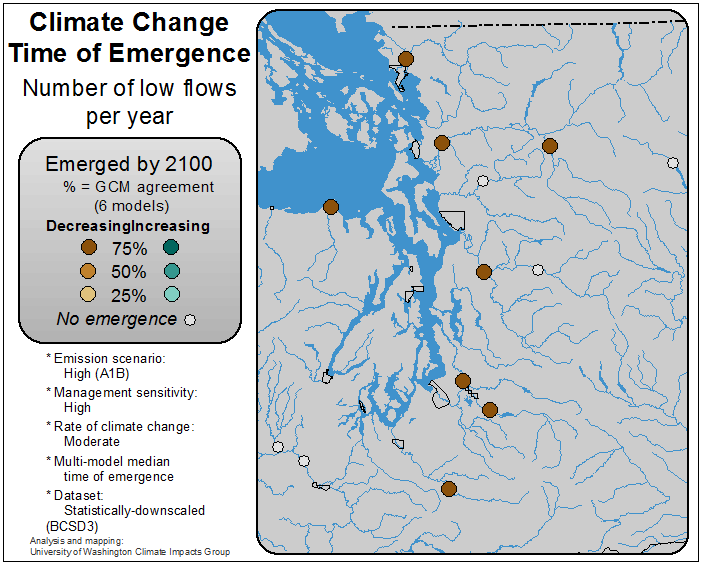 Climate Change
Time of Emergence
Number of low flows
per year
Emerged by 2100
% = GCM agreement
(6 models)
DecreasingIncreasing
75%
50%
25%
No emergence
* Emission scenario:
High (A1B)
* Management sensitivity:
High
* Rate of climate change:
Moderate
* Multi-model median
time of emergence
* Dataset:
Statistically-downscaled
(BCSD3)
Analysis and mapping:
University of Washington Climate Impacts Group